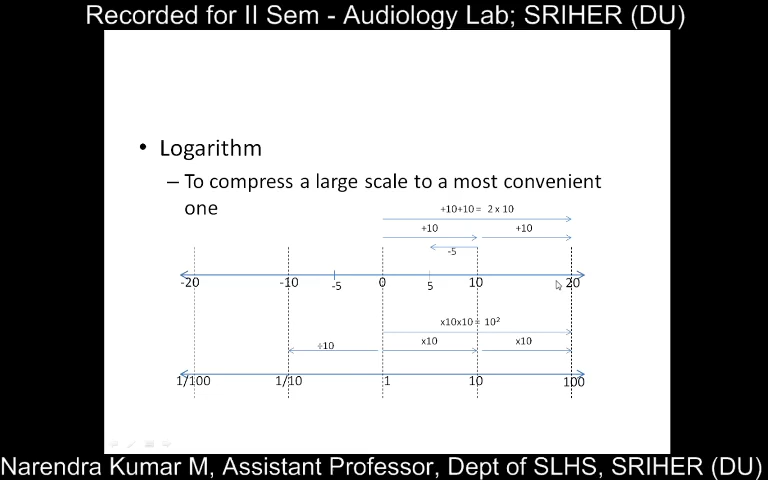 Recorded for II Sem - Audiology Lab; SRIHER (DU)
• Logarithm
– To compress a large scale to a most convenient
one
+10+10 = 2 x 10
+10 +10
-5
-20 -10 -5 0 5 10 20
x10x10 = 10²
÷10 x10 x10
1/100 1/10 1 10 100
Narendra Kumar M, Assistant Professor, Dept of SLHS, SRIHER (DU)